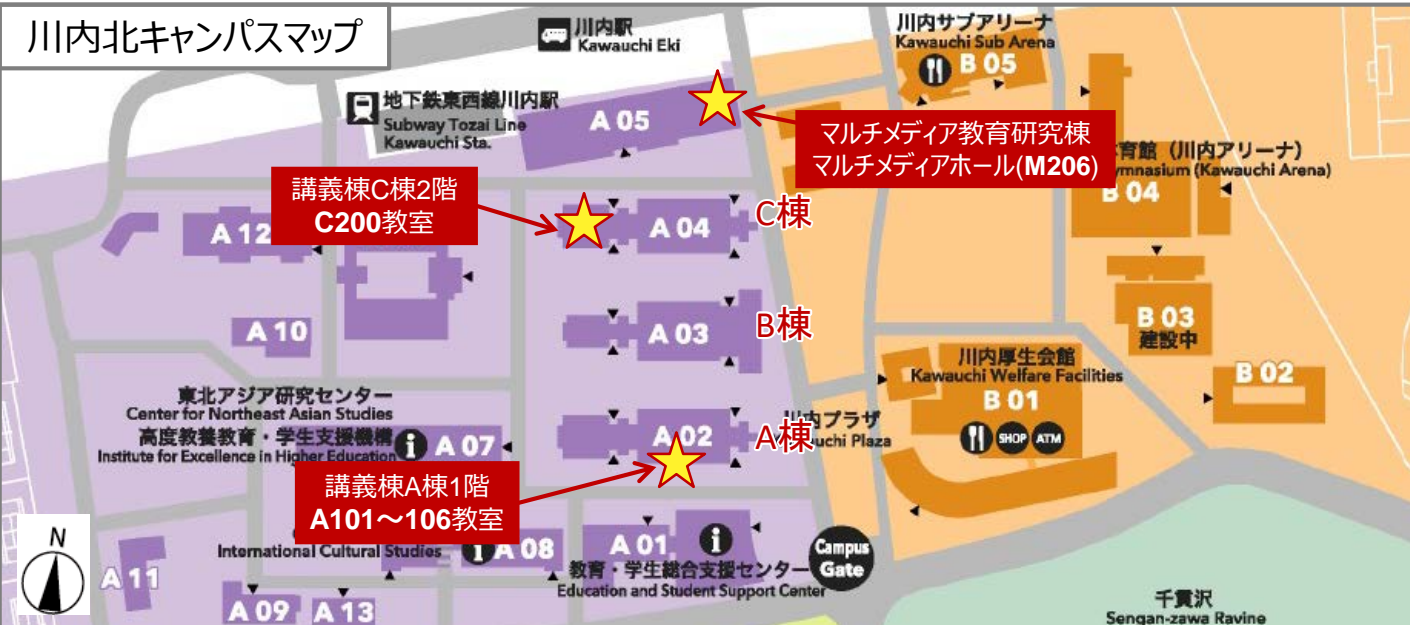 川内北キャンパスマップ
川内駅
Kawauchi Eki
川内サブアリーナ
Kawauchi Sub Arena
B 05
地下鉄東西線川内駅
Subway Tozai Line
Kawauchi Sta.
A 05
マルチメディア教育研究棟
マルチメディアホール(M206)
育館（川内アリーナ）
ymnasium (Kawauchi Arena)
B 04
講義棟C棟2階
C200教室
A 12
A 04
C棟
A 10
A 03
B棟
B 03
建設中
川内厚生会館
Kawauchi Welfare Facilities
B 01
SHOP
ATM
B 02
東北アジア研究センター
Center for Northeast Asian Studies
高度教養教育・学生支援機構
Institute for Excellence in Higher Education
i
A 07
A 02
A棟
川内プラザ
uchi Plaza
講義棟A棟1階
A101～106教室
International Cultural Studies
i
A 08
A 01
i
教育・学生総合支援センター
Education and Student Support Center
Campus
Gate
N
A 11
A 09
A 13
千貫沢
Sengan-zawa Ravine